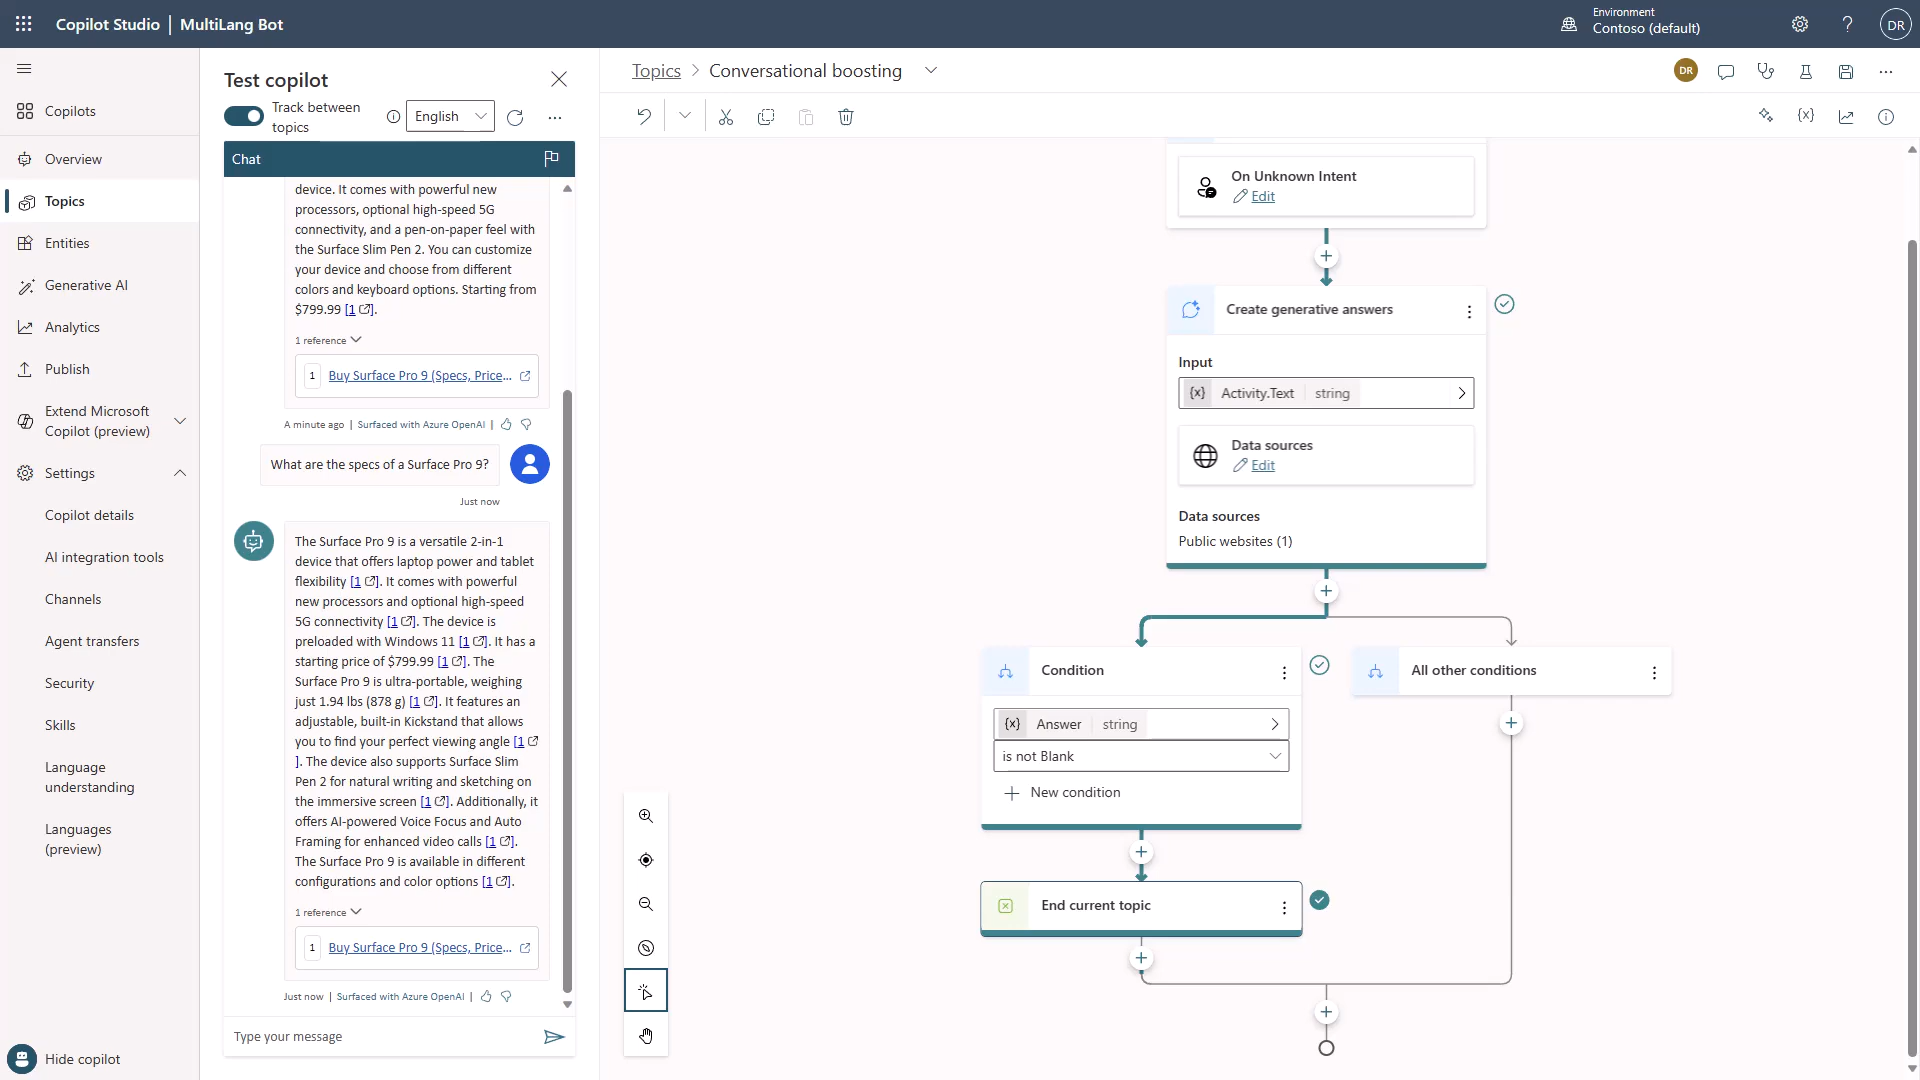 Copilot Studio | MultiLang Bot
Environment
Contoso (default)
DR
Copilots
Overview
Topics
Entities
Generative AI
Analytics
Publish
Extend Microsoft
Copilot (preview)
Settings
Copilot details
AI integration tools
Channels
Agent transfers
Security
Skills
Language
understanding
Languages
(preview)
Hide copilot
Test copilot
Track between
topics
English
Chat
device. It comes with powerful new
processors, optional high-speed 5G
connectivity, and a pen-on-paper feel with
the Surface Slim Pen 2. You can customize
your device and choose from different
colors and keyboard options. Starting from
$799.99 [1].
1 reference
1 Buy Surface Pro 9 (Specs, Price...
A minute ago | Surfaced with Azure OpenAI |
What are the specs of a Surface Pro 9?
Just now
The Surface Pro 9 is a versatile 2-in-1
device that offers laptop power and tablet
flexibility [1]. It comes with powerful
new processors and optional high-speed
5G connectivity [1]. The device is
preloaded with Windows 11 [1]. It has a
starting price of $799.99 [1]. The
Surface Pro 9 is ultra-portable, weighing
just 1.94 lbs (878 g) [1]. It features an
adjustable, built-in Kickstand that allows
you to find your perfect viewing angle [1
]. The device also supports Surface Slim
Pen 2 for natural writing and sketching on
the immersive screen [1]. Additionally, it
offers AI-powered Voice Focus and Auto
Framing for enhanced video calls [1].
The Surface Pro 9 is available in different
configurations and color options [1].
1 reference
1 Buy Surface Pro 9 (Specs, Price...
Just now | Surfaced with Azure OpenAI |
Type your message
Topics > Conversational boosting
DR
{x}
On Unknown Intent
Edit
Create generative answers
Input
{x} Activity.Text string
Data sources
Edit
Data sources
Public websites (1)
Condition
{x} Answer string
is not Blank
New condition
All other conditions
End current topic